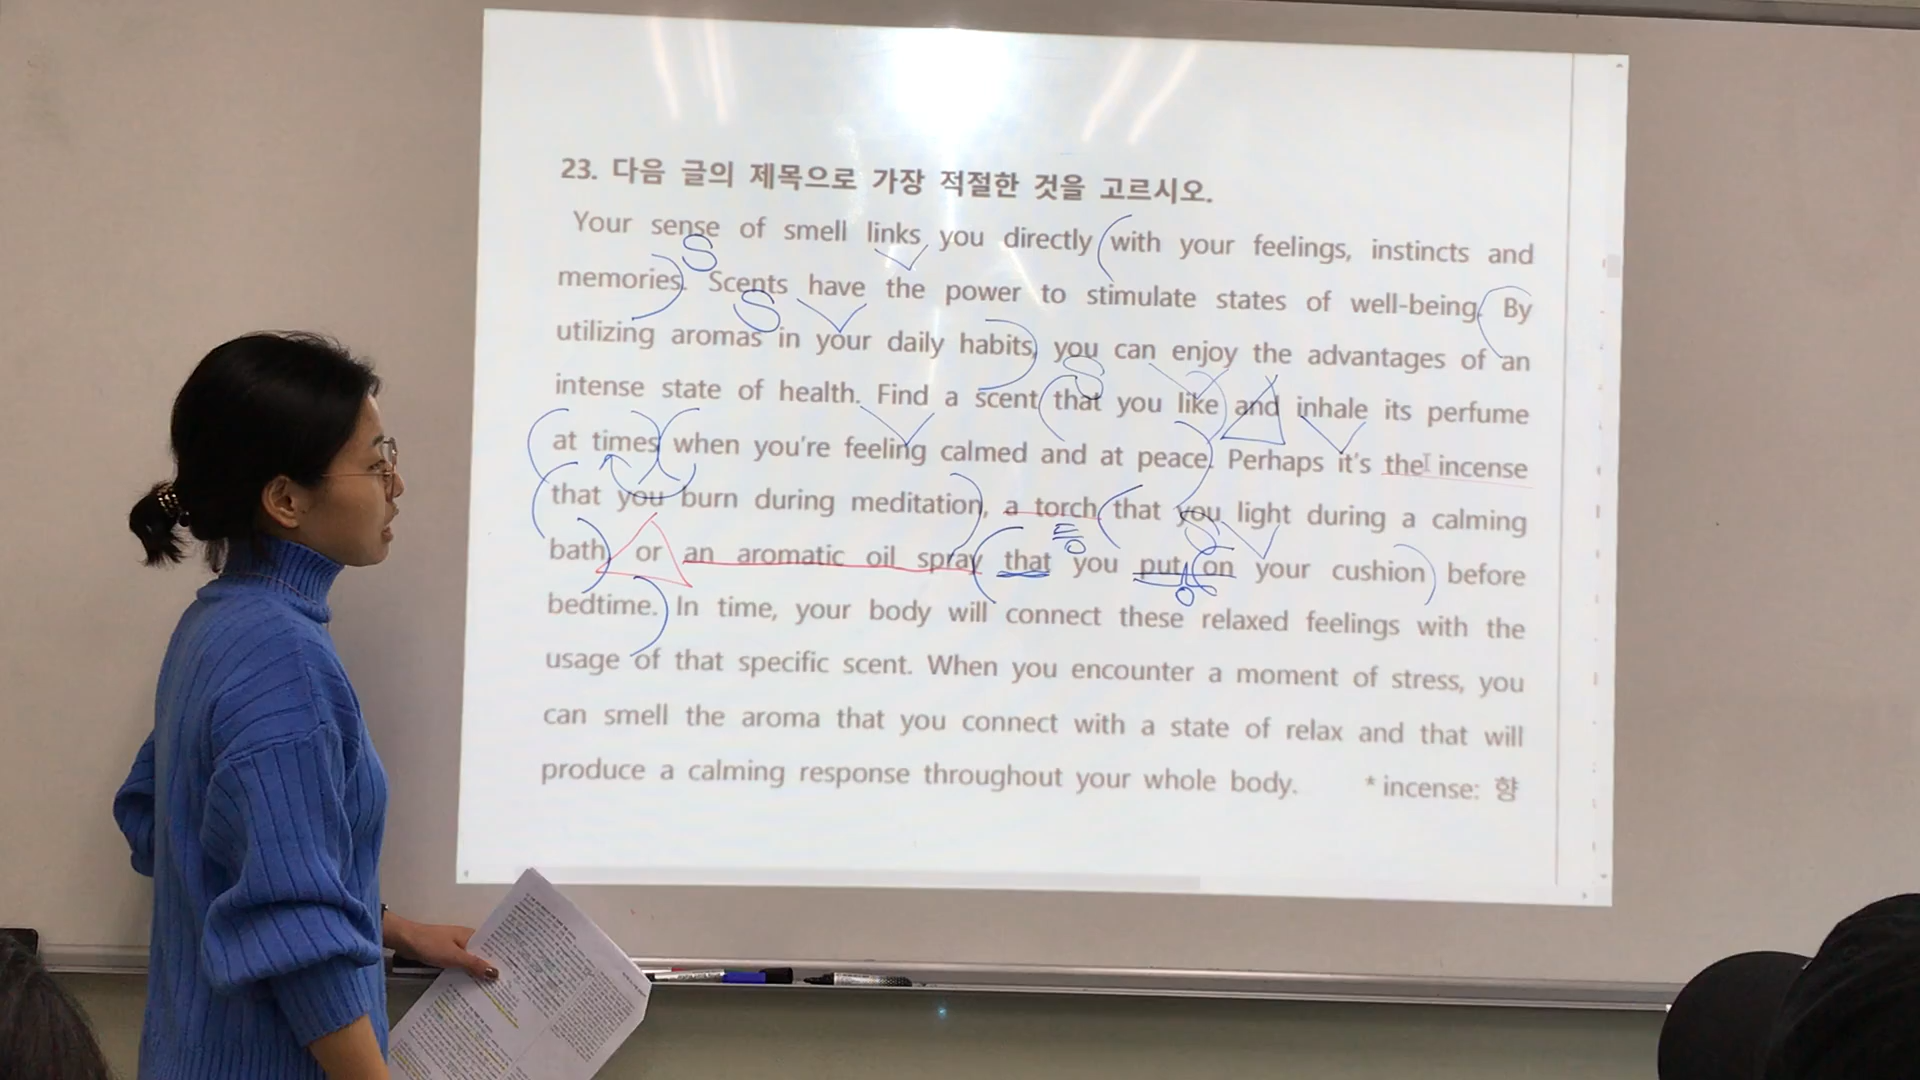 23. 다음 글의 제목으로 가장 적절한 것을 고르시오.
Your sense of smell links you directly with your feelings, instincts and
memories. Scents have the power to stimulate states of well-being. By
utilizing aromas in your daily habits, you can enjoy the advantages of an
intense state of health. Find a scent that you like and inhale its perfume
at times when you're feeling calmed and at peace. Perhaps it's the incense
that you burn during meditation, a torch that you light during a calming
bath, or an aromatic oil spray that you put on your cushion before
bedtime. In time, your body will connect these relaxed feelings with the
usage of that specific scent. When you encounter a moment of stress, you
can smell the aroma that you connect with a state of relax and that will
produce a calming response throughout your whole body. * incense: 향